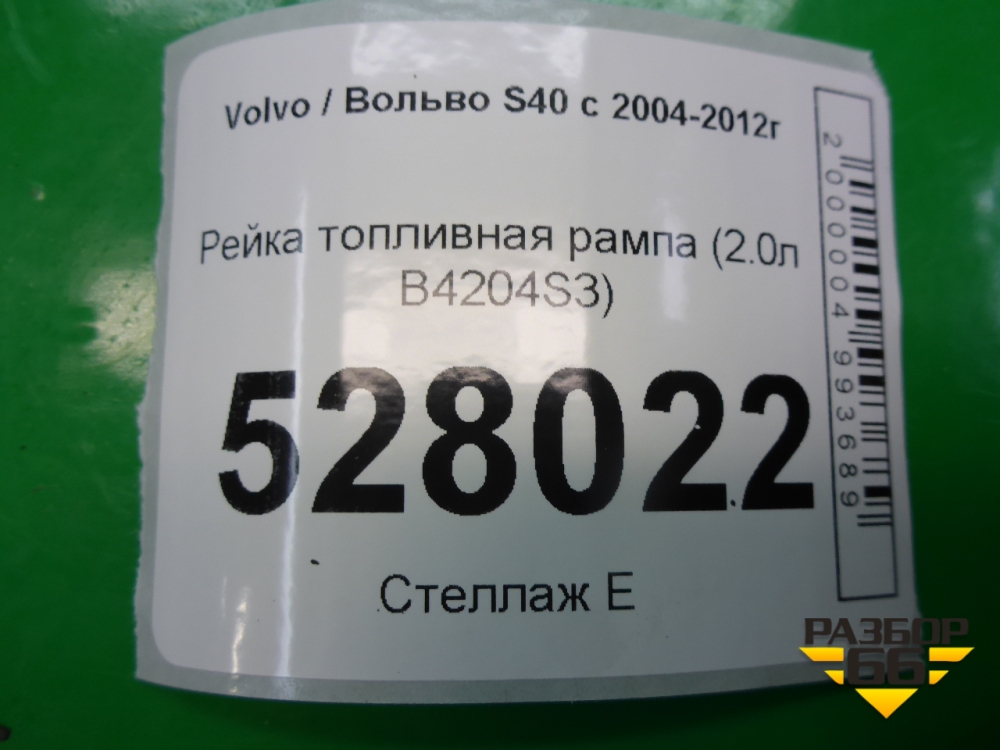 Volvo / Вольво S40 с 2004-2012г
Рейка топливная рампа (2.0л
B4204S3)
528022
Стеллаж Е
2000004993689
РАЗБОР
66